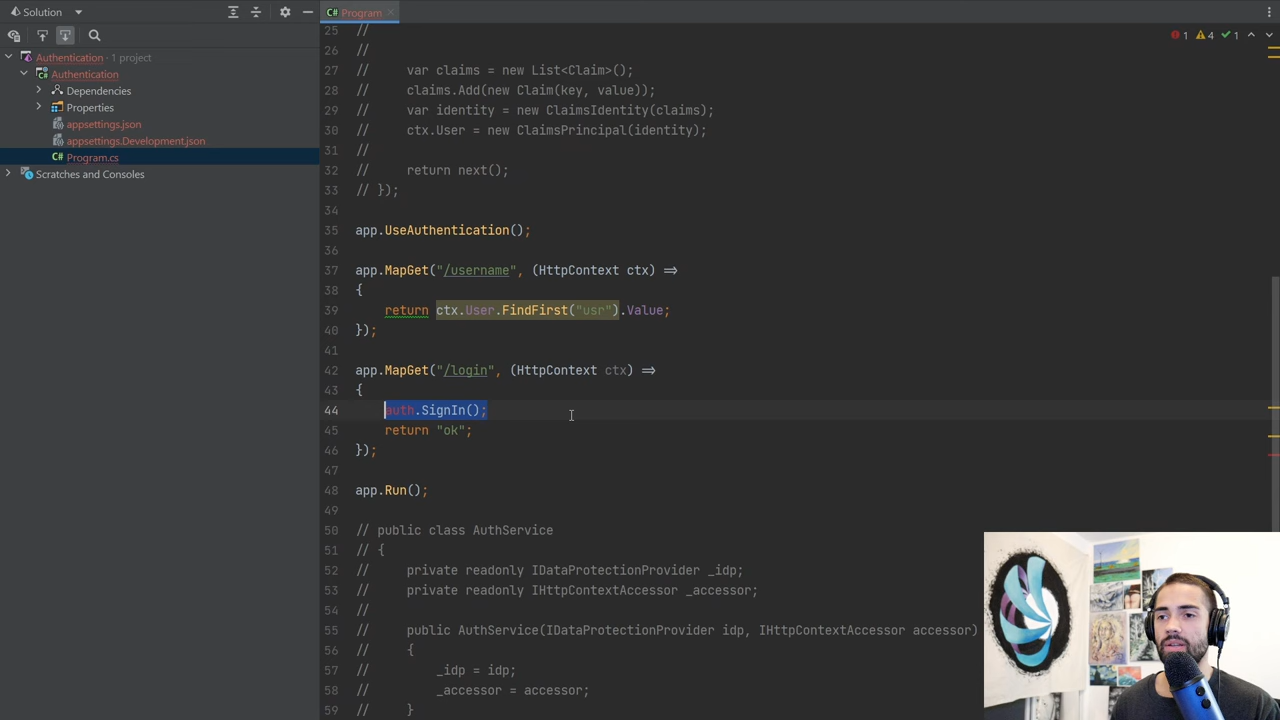 Solution
Program
1
4
1
Authentication · 1 project
Authentication
Dependencies
Properties
appsettings.json
appsettings.Development.json
Program.cs
Scratches and Consoles
25 //
26 //
27 //     var claims = new List<Claim>();
28 //     claims.Add(new Claim(key, value));
29 //     var identity = new ClaimsIdentity(claims);
30 //     ctx.User = new ClaimsPrincipal(identity);
31 //
32 //     return next();
33 // });
34
35 app.UseAuthentication();
36
37 app.MapGet("/username", (HttpContext ctx) =>
38 {
39     return ctx.User.FindFirst("usr").Value;
40 });
41
42 app.MapGet("/login", (HttpContext ctx) =>
43 {
44     auth.SignIn();
45     return "ok";
46 });
47
48 app.Run();
49
50 // public class AuthService
51 // {
52 //     private readonly IDataProtectionProvider _idp;
53 //     private readonly IHttpContextAccessor _accessor;
54 //
55 //     public AuthService(IDataProtectionProvider idp, IHttpContextAccessor accessor)
56 //     {
57 //         _idp = idp;
58 //         _accessor = accessor;
59 //     }